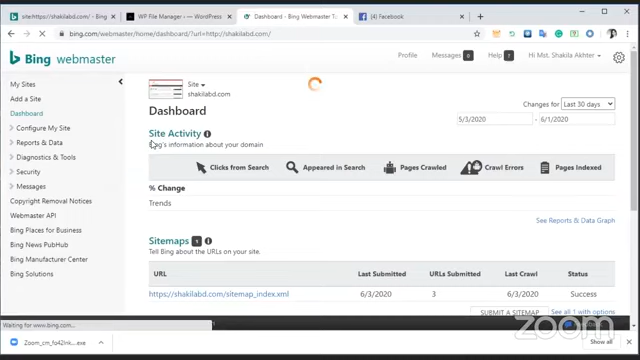 site:https://shakilabd.com/
WP File Manager ‹ — WordPress
Dashboard - Bing Webmaster To
(4) Facebook
bing.com/webmaster/home/dashboard/?url=http://shakilabd.com/
Bing webmaster
Profile
Messages 0
Help 7
Hi Mst. Shakila Akhter
My Sites
Add a Site
Dashboard
Configure My Site
Reports & Data
Diagnostics & Tools
Security
Messages
Copyright Removal Notices
Webmaster API
Bing Places for Business
Bing News PubHub
Bing Manufacturer Center
Bing Solutions
Site
shakilabd.com
Dashboard
Changes for Last 30 days
5/3/2020 - 6/1/2020
Site Activity
Bing's information about your domain
Clicks from Search Appeared in Search Pages Crawled Crawl Errors Pages Indexed
% Change
Trends
See Reports & Data Graph
Sitemaps 1
Tell Bing about the URLs on your site.
URL Last Submitted URLs Submitted Last Crawl Status
https://shakilabd.com/sitemap_index.xml 6/3/2020 3 6/3/2020 Success
SUBMIT A SITEMAP See all 1 with options
Waiting for www.bing.com...
zoom
Zoom_cm_fo42lnk....exe
Show all